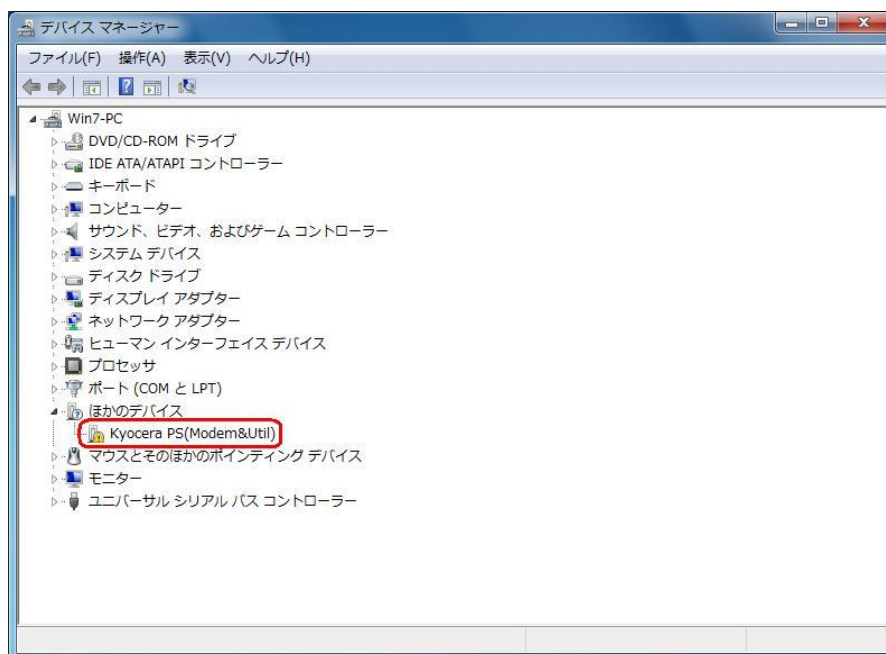 デバイス マネージャー
ファイル(F) 操作(A) 表示(V) ヘルプ(H)
Win7-PC
DVD/CD-ROM ドライブ
IDE ATA/ATAPI コントローラー
キーボード
コンピューター
サウンド、ビデオ、およびゲーム コントローラー
システム デバイス
ディスク ドライブ
ディスプレイ アダプター
ネットワーク アダプター
ヒューマン インターフェイス デバイス
プロセッサ
ポート (COM と LPT)
ほかのデバイス
Kyocera PS(Modem&Util)
マウスとそのほかのポインティング デバイス
モニター
ユニバーサル シリアル バス コントローラー